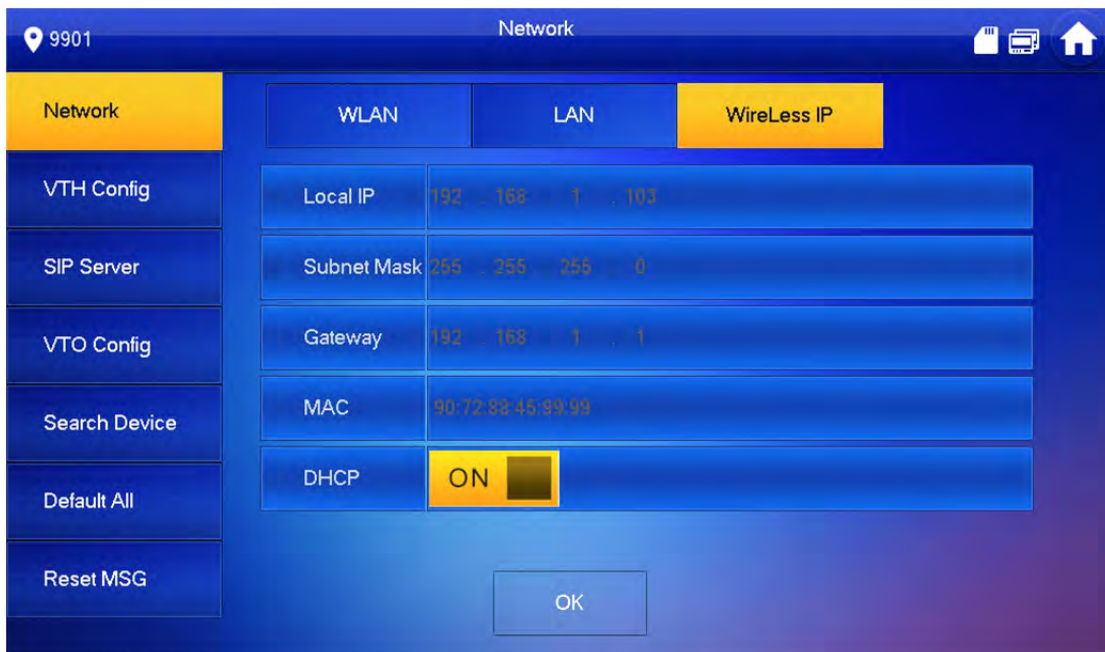 9901
Network
Network
WLAN
LAN
WireLess IP
VTH Config
Local IP 192 . 168 . 1 . 103
SIP Server
Subnet Mask 255 . 255 . 255 . 0
VTO Config
Gateway 192 . 168 . 1 . 1
MAC 90:72:88:45:99:99
Search Device
DHCP ON
Default All
Reset MSG
OK